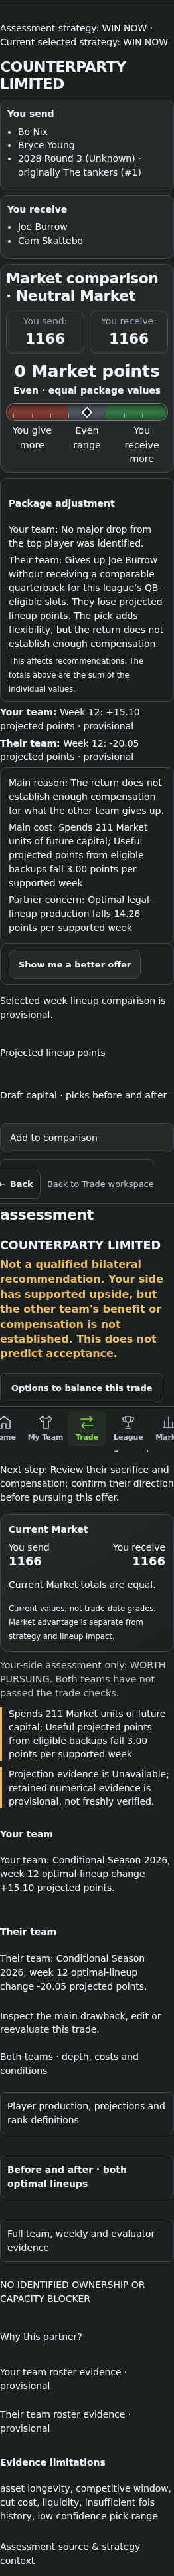 Assessment strategy: WIN NOW ·
Current selected strategy: WIN NOW
COUNTERPARTY
LIMITED
You send
• Bo Nix
• Bryce Young
• 2028 Round 3 (Unknown) ·
originally The tankers (#1)
You receive
• Joe Burrow
• Cam Skattebo
Market comparison
· Neutral Market
You send:
1166
You receive:
1166
0 Market points
Even · equal package values
You give
more
Even
range
You
receive
more
Package adjustment
Your team: No major drop from
the top player was identified.
Their team: Gives up Joe Burrow
without receiving a comparable
quarterback for this league’s QB-
eligible slots. They lose projected
lineup points. The pick adds
flexibility, but the return does not
establish enough compensation.
This affects recommendations. The
totals above are the sum of the
individual values.
Your team: Week 12: +15.10
projected points · provisional
Their team: Week 12: -20.05
projected points · provisional
Main reason: The return does not
establish enough compensation
for what the other team gives up.
Main cost: Spends 211 Market
units of future capital; Useful
projected points from eligible
backups fall 3.00 points per
supported week
Partner concern: Optimal legal-
lineup production falls 14.26
points per supported week
Show me a better offer
Selected-week lineup comparison is
provisional.
Projected lineup points
Draft capital · picks before and after
Add to comparison
← Back
Back to Trade workspace
assessment
COUNTERPARTY LIMITED
Not a qualified bilateral
recommendation. Your side
has supported upside, but
the other team's benefit or
compensation is not
established. This does not
predict acceptance.
Options to balance this trade
ome
My Team
Trade
League
Mark
Next step: Review their sacrifice and
compensation; confirm their direction
before pursuing this offer.
Current Market
You send
1166
You receive
1166
Current Market totals are equal.
Current values, not trade-date grades.
Market advantage is separate from
strategy and lineup impact.
Your-side assessment only: WORTH
PURSUING. Both teams have not
passed the trade checks.
Spends 211 Market units of future
capital; Useful projected points
from eligible backups fall 3.00
points per supported week
Projection evidence is Unavailable;
retained numerical evidence is
provisional, not freshly verified.
Your team
Your team: Conditional Season 2026,
week 12 optimal-lineup change
+15.10 projected points.
Their team
Their team: Conditional Season
2026, week 12 optimal-lineup
change -20.05 projected points.
Inspect the main drawback, edit or
reevaluate this trade.
Both teams · depth, costs and
conditions
Player production, projections and
rank definitions
Before and after · both
optimal lineups
Full team, weekly and evaluator
evidence
NO IDENTIFIED OWNERSHIP OR
CAPACITY BLOCKER
Why this partner?
Your team roster evidence ·
provisional
Their team roster evidence ·
provisional
Evidence limitations
asset longevity, competitive window,
cut cost, liquidity, insufficient fois
history, low confidence pick range
Assessment source & strategy
context